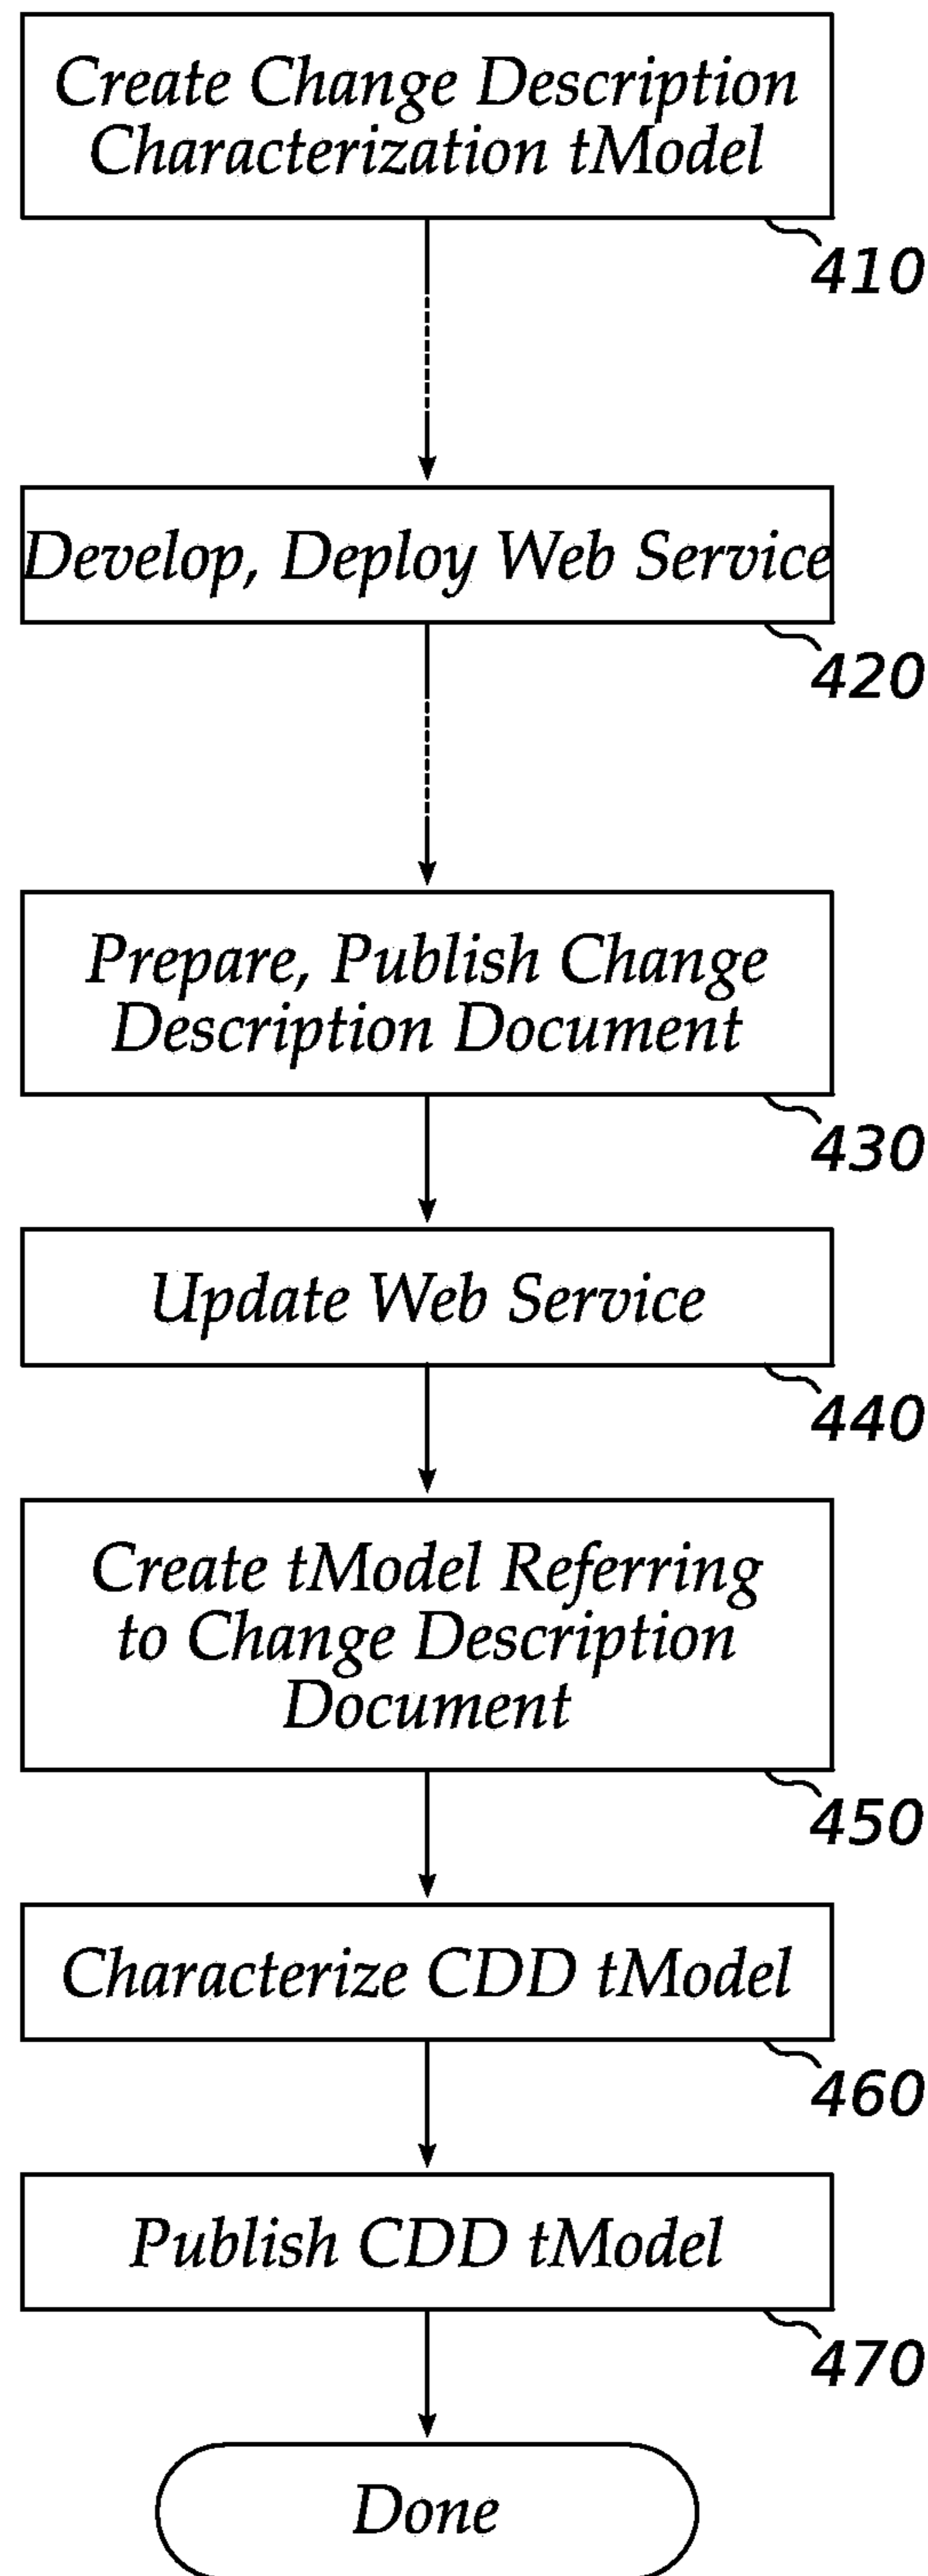 Create Change Description
Characterization tModel
410
Develop, Deploy Web Service
420
Prepare, Publish Change
Description Document
430
Update Web Service
440
Create tModel Referring
to Change Description
Document
450
Characterize CDD tModel
460
Publish CDD tModel
470
Done